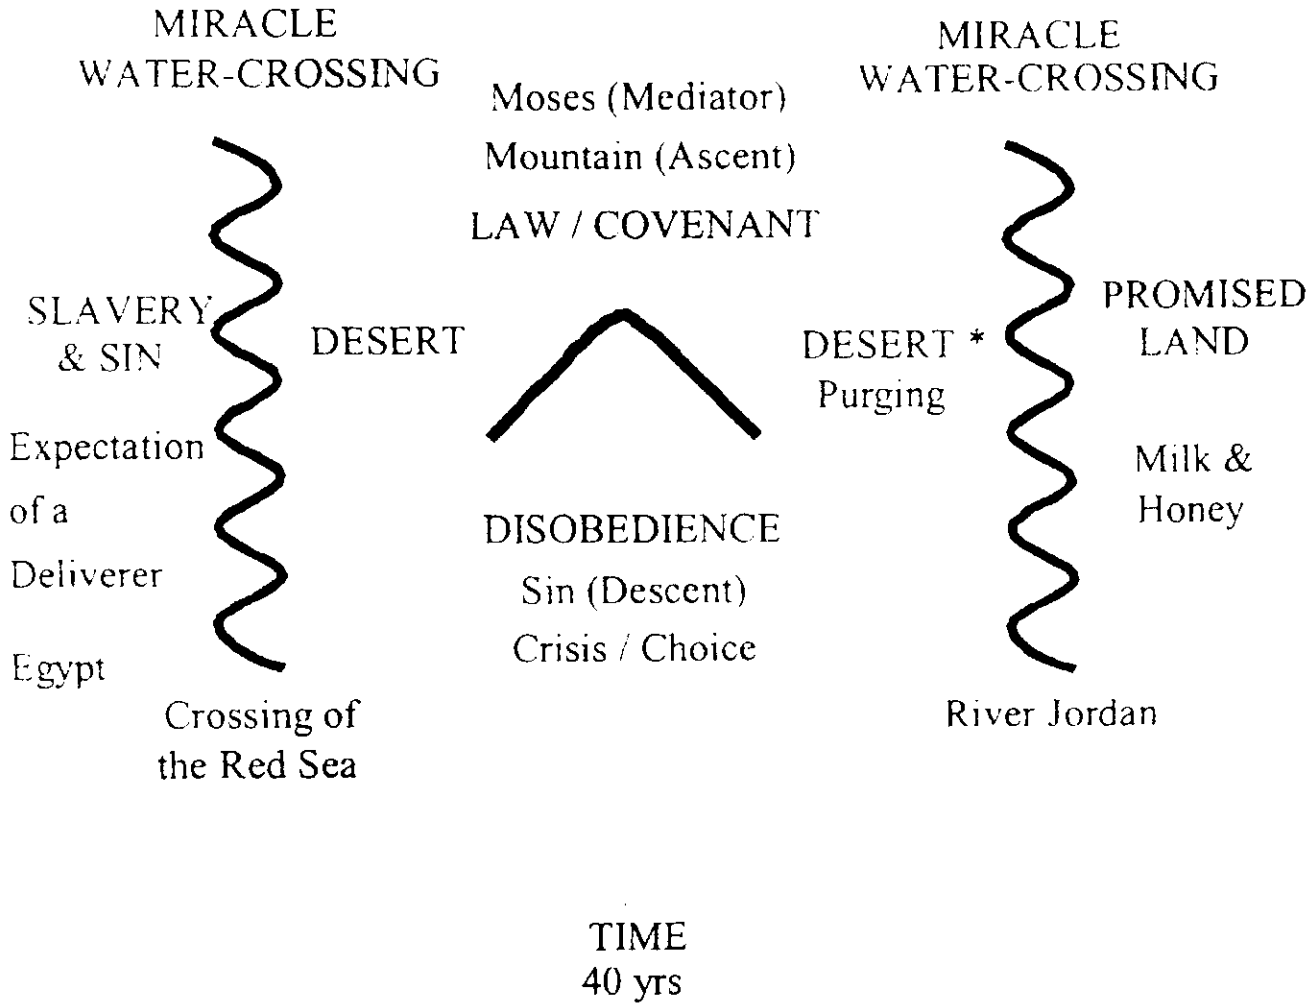 MIRACLE
WATER-CROSSING
SLAVERY
& SIN
Expectation
of a
Deliverer
Egypt
Crossing of
the Red Sea
DESERT
Moses (Mediator)
Mountain (Ascent)
LAW / COVENANT
DISOBEDIENCE
Sin (Descent)
Crisis / Choice
DESERT *
Purging
MIRACLE
WATER-CROSSING
PROMISED
LAND
Milk &
Honey
River Jordan
TIME
40 yrs